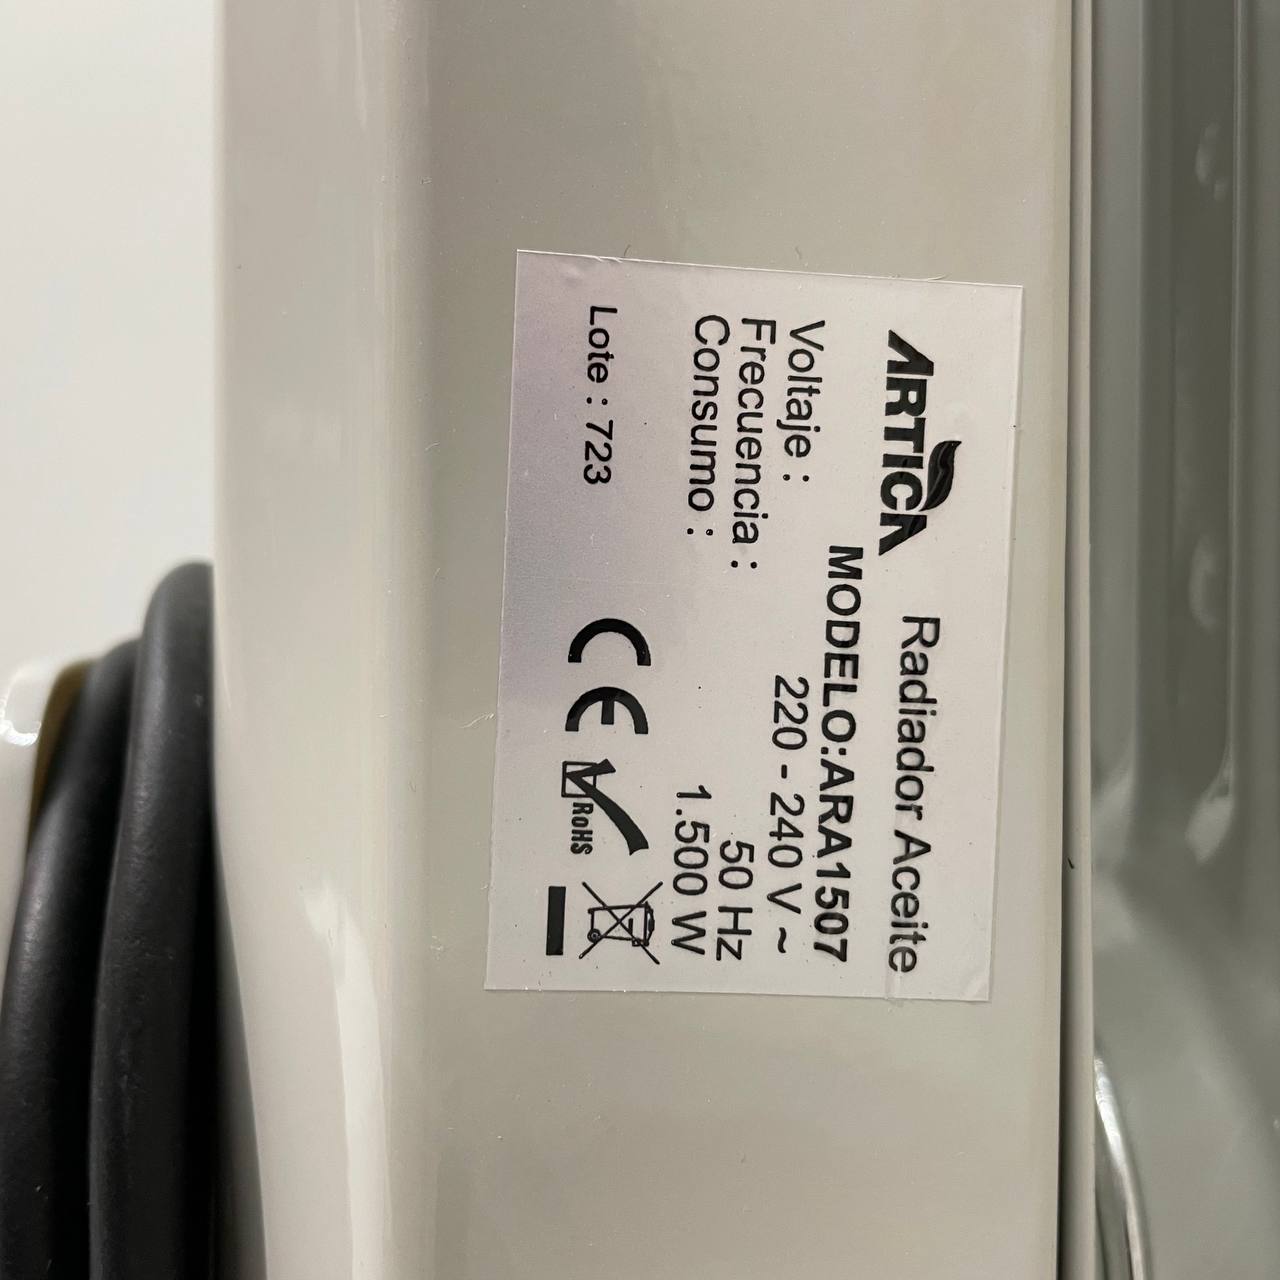 ARTICA Radiador Aceite
MODELO:ARA1507
Voltaje : 220 - 240 V ~
Frecuencia : 50 Hz
Consumo : 1.500 W
Lote : 723 CE RoHS